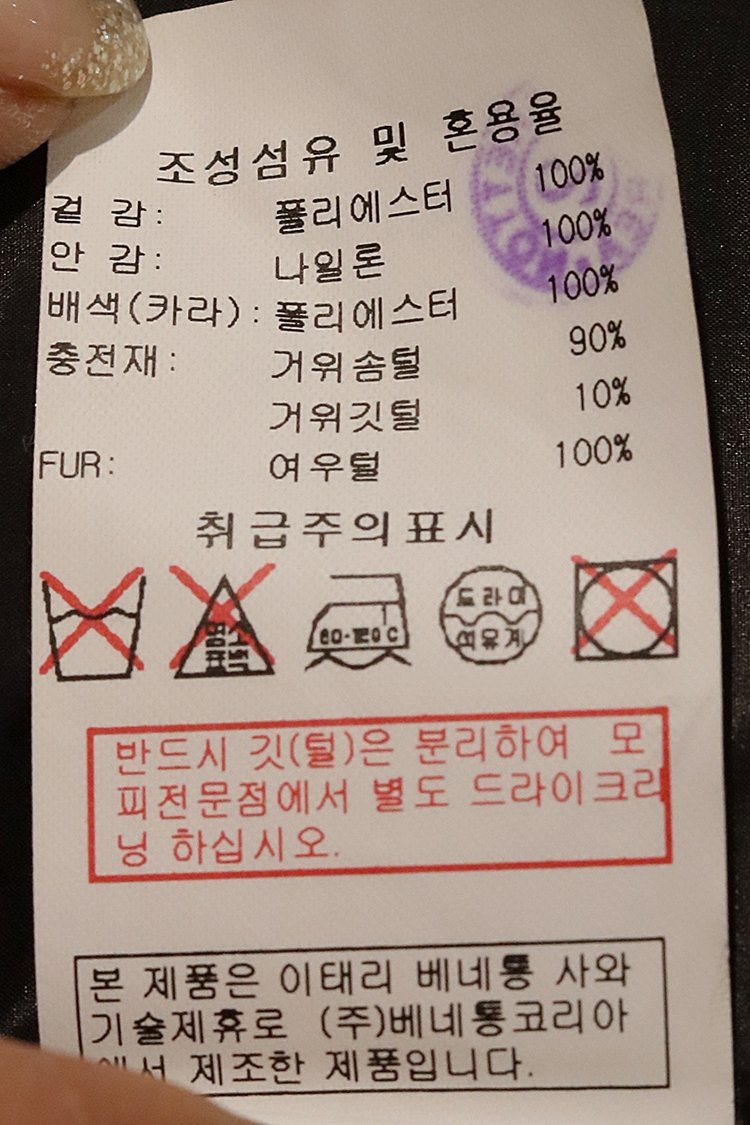 조성섬유 및 혼용율
겉 감: 폴리에스터 100%
안 감: 나일론 100%
배색(카라): 폴리에스터 100%
충전재: 거위솜털 90%
거위깃털 10%
FUR: 여우털 100%
취급주의표시
염소
표백
80-120 C
드라이
석유계
반드시 깃(털)은 분리하여 모
피전문점에서 별도 드라이크리
닝 하십시오.
본 제품은 이태리 베네통 사와
기술제휴로 (주)베네통코리아
에서 제조한 제품입니다.